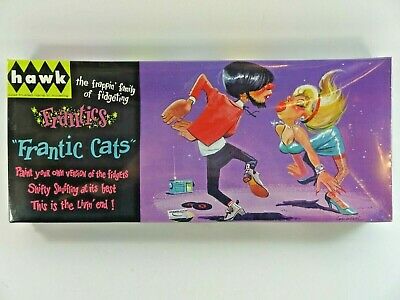 hawk
the frappin' family
of fidgeting
Frantics
"Frantic Cats"
Paint your own version of the fidgets
Shifty Snuffing at its best
This is the Livin' end!